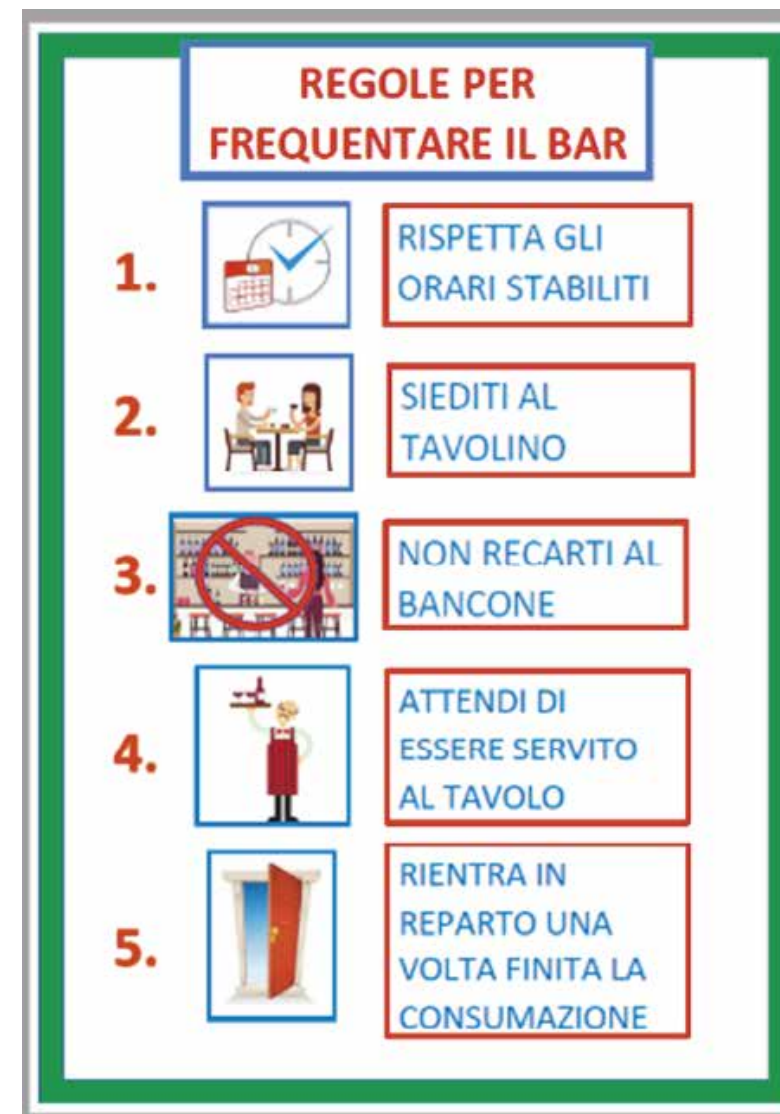 REGOLE PER
FREQUENTARE IL BAR
1.
RISPETTA GLI
ORARI STABILITI
2.
SIEDITI AL
TAVOLINO
3.
NON RECARTI AL
BANCONE
4.
ATTENDI DI
ESSERE SERVITO
AL TAVOLO
5.
RIENTRA IN
REPARTO UNA
VOLTA FINITA LA
CONSUMAZIONE